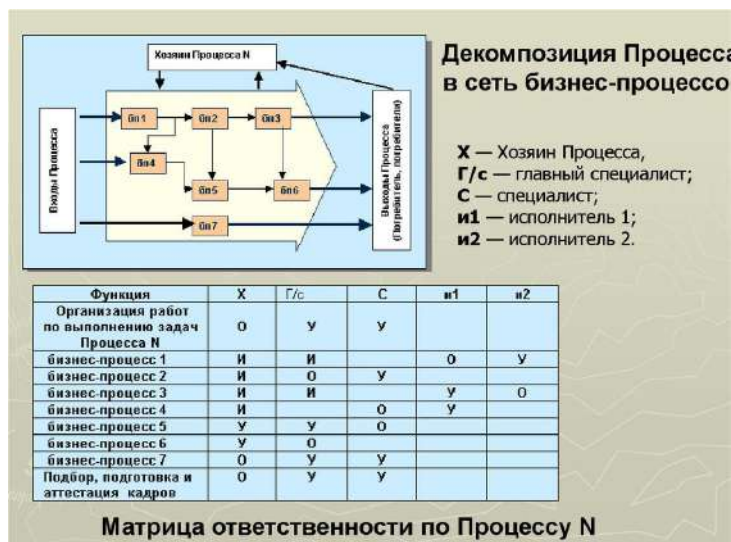 Хозяин Процесса N
Декомпозиция Процесса
в сеть бизнес-процессо
Входы Процесса
бп1
бп2
бп3
бп4
бп5
бп6
бп7
Выходы Процесса
(Потребитель, потребители)
Х — Хозяин Процесса,
Г/с — главный специалист;
С — специалист;
и1 — исполнитель 1;
и2 — исполнитель 2.
Функция Х Г/с С и1 и2
Организация работ
по выполнению задач
Процесса N О У У
бизнес-процесс 1 И И О У
бизнес-процесс 2 И О У
бизнес-процесс 3 И И У О
бизнес-процесс 4 И О У
бизнес-процесс 5 У У О
бизнес-процесс 6 У О
бизнес-процесс 7 О У У
Подбор, подготовка и
аттестация кадров О У У
Матрица ответственности по Процессу N